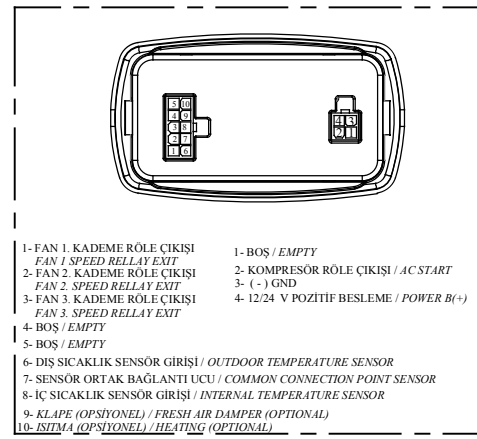 5 10
4 9
3 8
2 7
1 6
4 3
2 1
1- FAN 1. KADEME RÖLE ÇIKIŞI
FAN 1 SPEED RELLAY EXIT
2- FAN 2. KADEME RÖLE ÇIKIŞI
FAN 2. SPEED RELLAY EXIT
3- FAN 3. KADEME RÖLE ÇIKIŞI
FAN 3. SPEED RELLAY EXIT
4- BOŞ / EMPTY
5- BOŞ / EMPTY
6- DIŞ SICAKLIK SENSÖR GİRİŞİ / OUTDOOR TEMPERATURE SENSOR
7- SENSÖR ORTAK BAĞLANTI UCU / COMMON CONNECTION POINT SENSOR
8- İÇ SICAKLIK SENSÖR GİRİŞİ / INTERNAL TEMPERATURE SENSOR
9- KLAPE (OPSİYONEL) / FRESH AIR DAMPER (OPTIONAL)
10- ISITMA (OPSİYONEL) / HEATING (OPTIONAL)
1- BOŞ / EMPTY
2- KOMPRESÖR RÖLE ÇIKIŞI / AC START
3- ( - ) GND
4- 12/24 V POZİTİF BESLEME / POWER B(+)